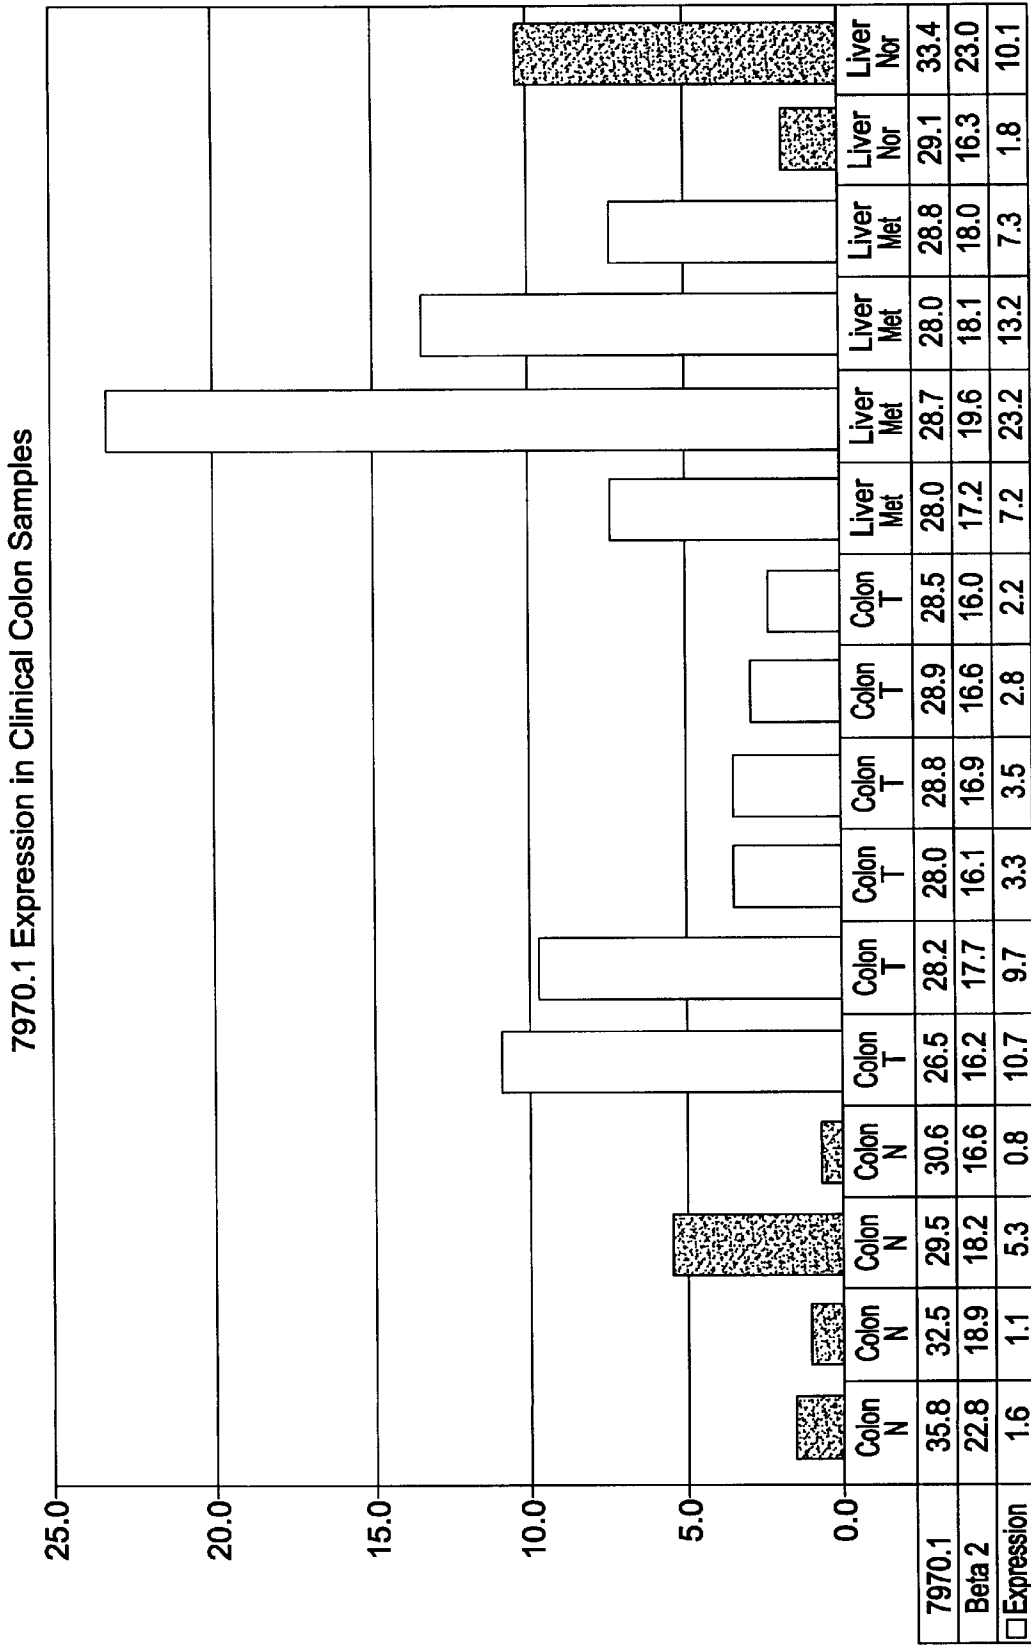 7970.1 Expression in Clinical Colon Samples
25.0
20.0
15.0
10.0
5.0
0.0
Colon N Colon N Colon N Colon N Colon T Colon T Colon T Colon T Colon T Colon T Liver Met Liver Met Liver Met Liver Met Liver Nor Liver Nor
7970.1 35.8 32.5 29.5 30.6 26.5 28.2 28.0 28.8 28.9 28.5 28.0 28.7 28.0 28.8 29.1 33.4
Beta 2 22.8 18.9 18.2 16.6 16.2 17.7 16.1 16.9 16.6 16.0 17.2 19.6 18.1 18.0 16.3 23.0
Expression 1.6 1.1 5.3 0.8 10.7 9.7 3.3 3.5 2.8 2.2 7.2 23.2 13.2 7.3 1.8 10.1